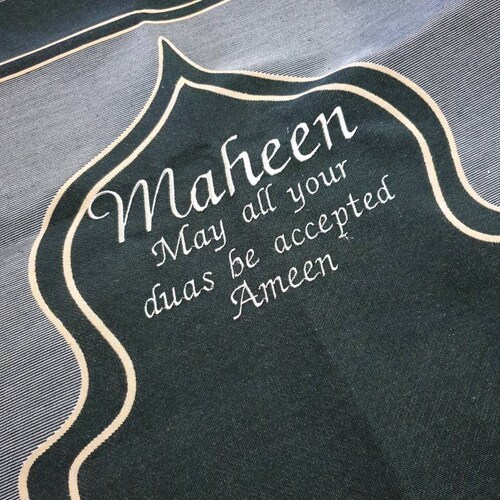 Maheen
May all your
duas be accepted
Ameen